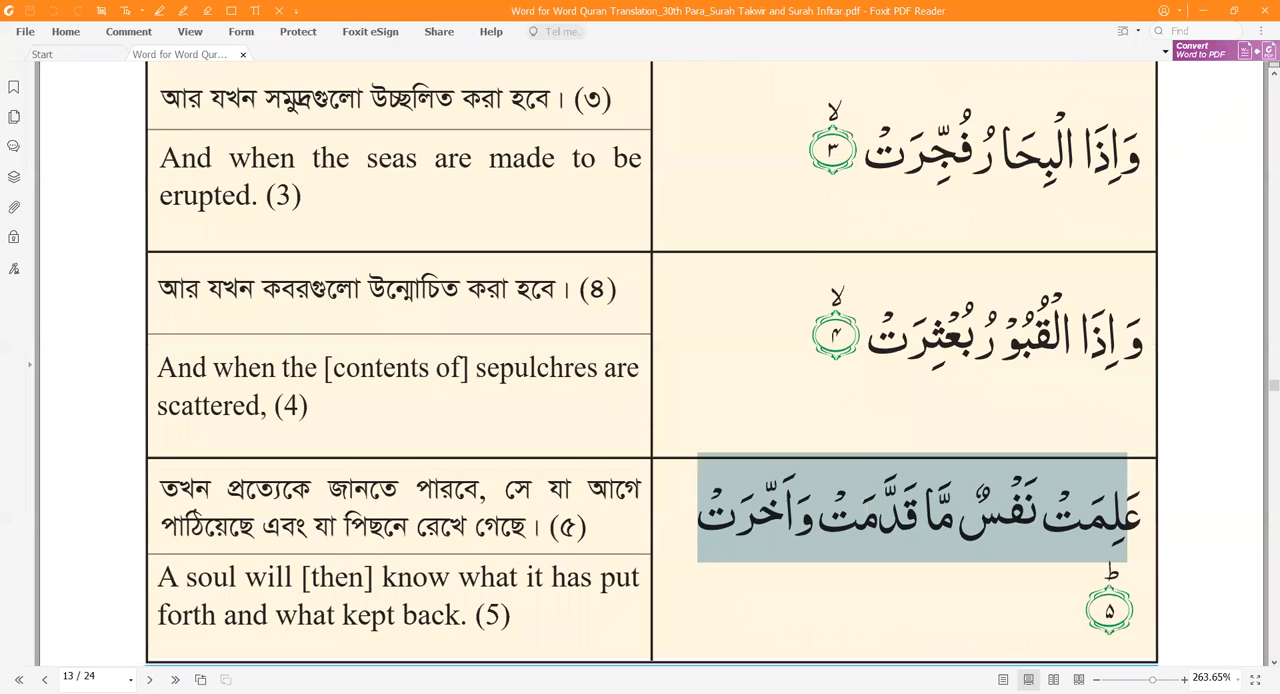 Word for Word Quran Translation_30th Para_Surah Takwir and Surah Infitar.pdf - Foxit PDF Reader
File Home Comment View Form Protect Foxit eSign Share Help Tell me. Find
Start Word for Word Qur... Convert Word to PDF
আর যখন সমুদ্রগুলো উচ্ছলিত করা হবে। (৩)
And when the seas are made to be
erupted. (3)
وَاِذَا الْبِحَارُ فُجِّرَتْ ۙ ﴿۳﴾
আর যখন কবরগুলো উন্মোচিত করা হবে। (৪)
And when the [contents of] sepulchres are
scattered, (4)
وَ اِذَا الْقُبُوْرُ بُعْثِرَتْ ۙ ﴿۴﴾
তখন প্রত্যেকে জানতে পারবে, সে যা আগে
পাঠিয়েছে এবং যা পিছনে রেখে গেছে। (৫)
A soul will [then] know what it has put
forth and what kept back. (5)
عَلِمَتْ نَفْسٌ مَّا قَدَّمَتْ وَاَخَّرَتْ
ؕ ﴿۵﴾
13 / 24 263.65%